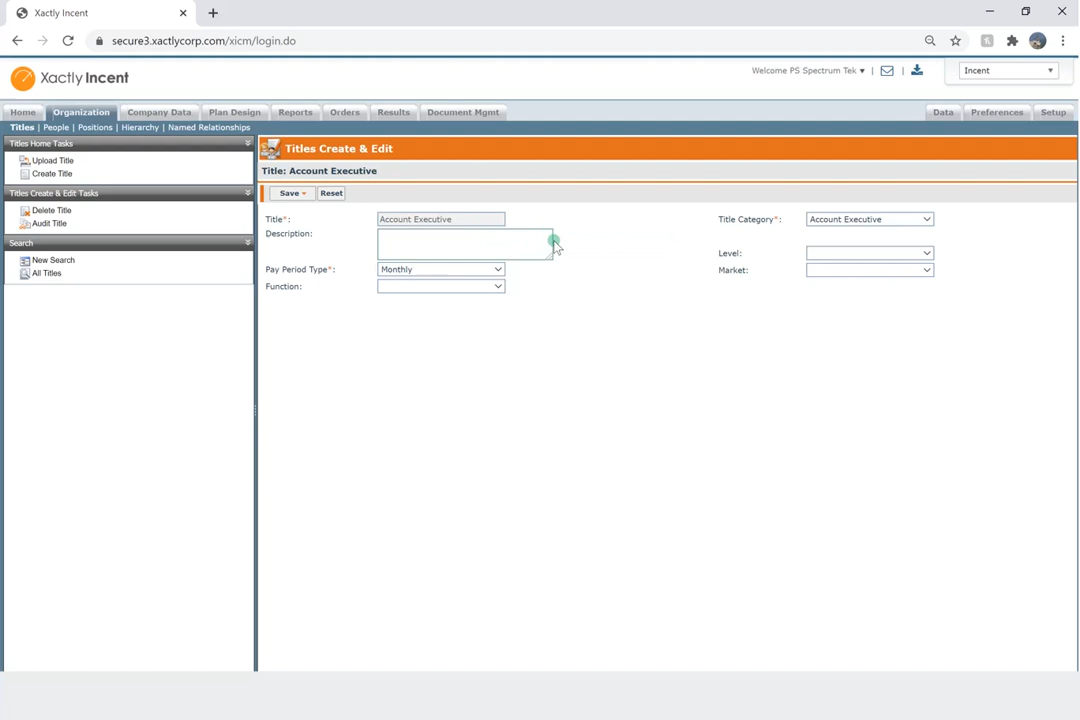 Xactly Incent
secure3.xactlycorp.com/xicm/login.do
Xactly Incent
Welcome PS Spectrum Tek ▾ | | Incent
Home Organization Company Data Plan Design Reports Orders Results Document Mgmt Data Preferences Setup
Titles | People | Positions | Hierarchy | Named Relationships
Titles Home Tasks
Upload Title
Create Title
Titles Create & Edit Tasks
Delete Title
Audit Title
Search
New Search
All Titles
Titles Create & Edit
Title: Account Executive
Save Reset
Title*: Account Executive Title Category*: Account Executive
Description:
Level:
Pay Period Type*: Monthly Market:
Function: